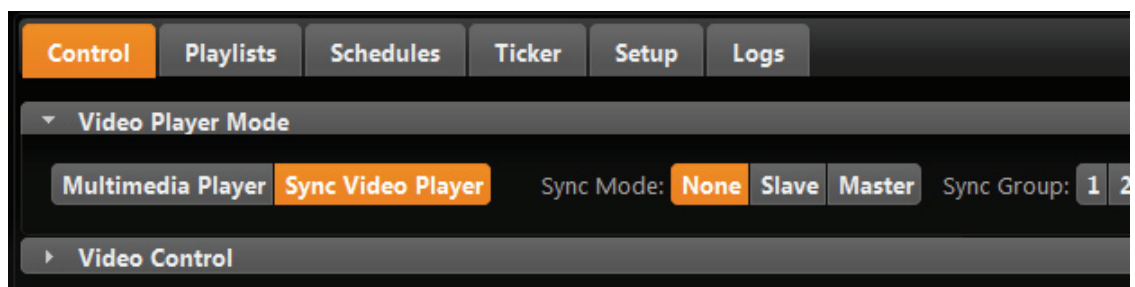 Control Playlists Schedules Ticker Setup Logs
Video Player Mode
Multimedia Player Sync Video Player Sync Mode: None Slave Master Sync Group: 1 2
Video Control